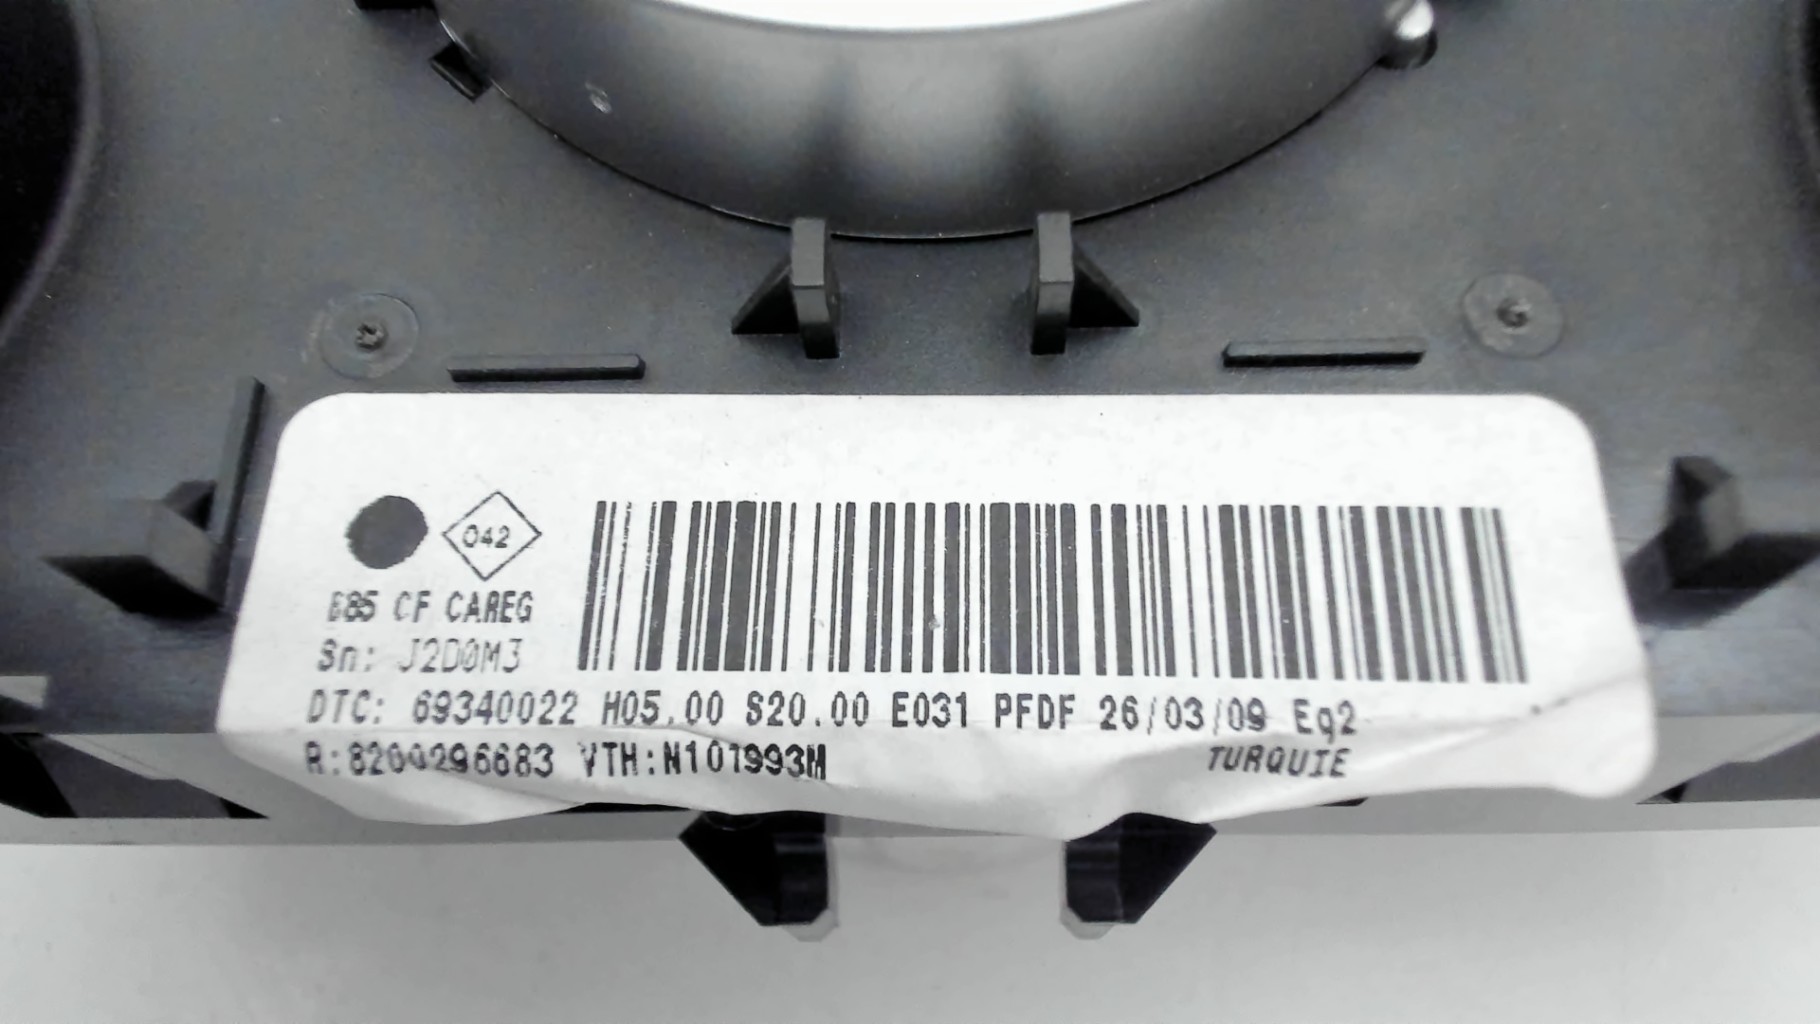 042
B85 CF CAREG
Sn: J2D0M3
DTC: 69340022 H05.00 S20.00 E031 PFDF 26/03/09 Eq2
R:8200296683 VTH:N101993M TURQUIE